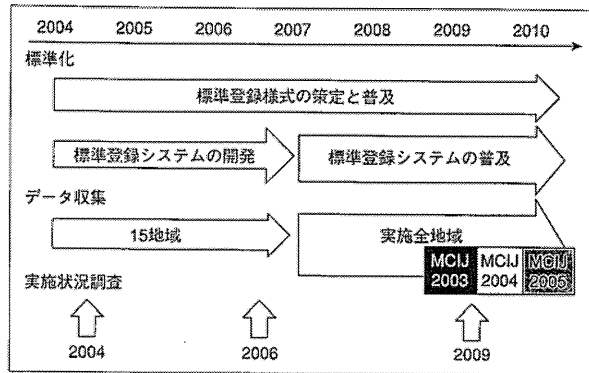 2004 2005 2006 2007 2008 2009 2010
標準化
標準登録様式の策定と普及
標準登録システムの開発 標準登録システムの普及
データ収集
15地域 実施全地域
MCIJ 2003 MCIJ 2004 MCIJ 2005
実施状況調査
2004 2006 2009